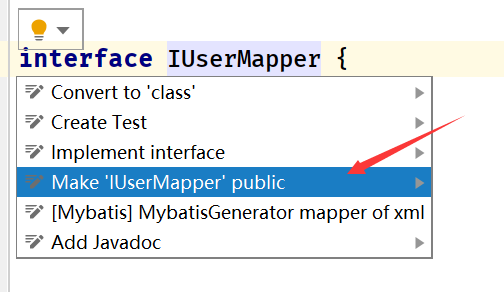 interface IUserMapper {
Convert to 'class'
Create Test
Implement interface
Make 'IUserMapper' public
[Mybatis] MybatisGenerator mapper of xml
Add Javadoc